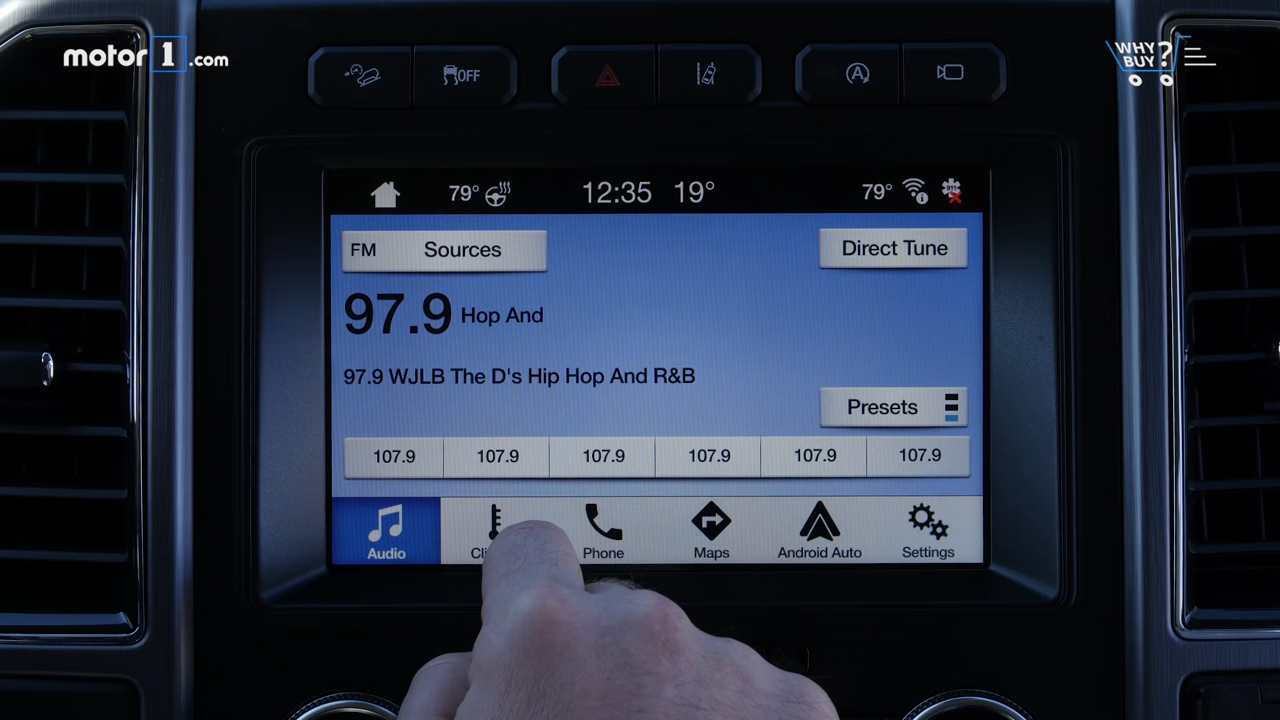 motor1.com
WHY BUY?
OFF
A
79° 12:35 19° 79°
FM Sources
Direct Tune
97.9 Hop And
97.9 WJLB The D's Hip Hop And R&B
Presets
107.9 107.9 107.9 107.9 107.9 107.9
Audio Cli Phone Maps Android Auto Settings